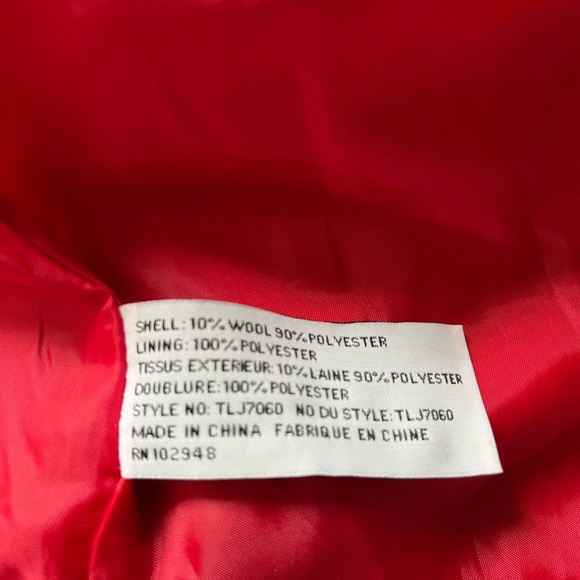 SHELL: 10% WOOL 90% POLYESTER
LINING: 100% POLYESTER
TISSUS EXTERIEUR: 10% LAINE 90% POLYESTER
DOUBLURE: 100% POLYESTER
STYLE NO: TLJ7060 NO DU STYLE: TLJ7060
MADE IN CHINA FABRIQUE EN CHINE
RN102948